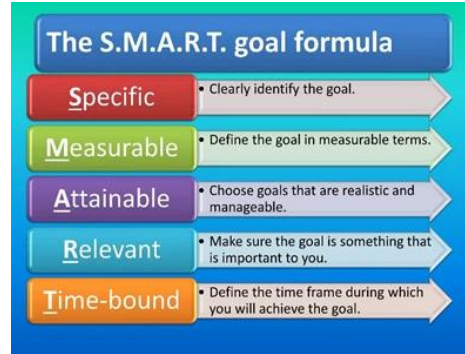 The S.M.A.R.T. goal formula
Specific
• Clearly identify the goal.
Measurable
• Define the goal in measurable terms.
Attainable
• Choose goals that are realistic and
manageable.
Relevant
• Make sure the goal is something that
is important to you.
Time-bound
• Define the time frame during which
you will achieve the goal.